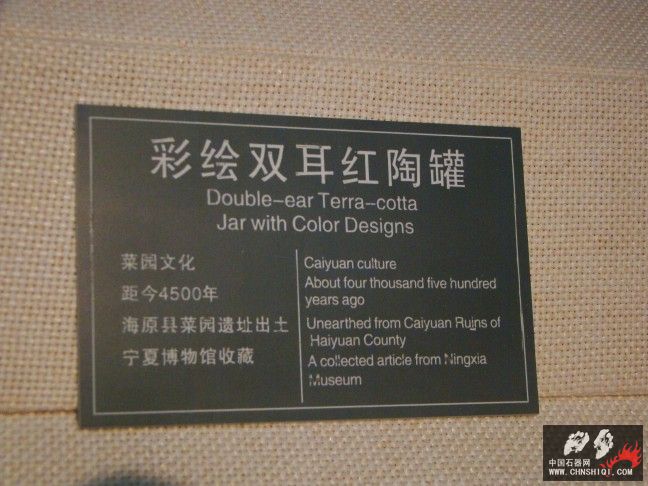 彩绘双耳红陶罐
Double-ear Terra-cotta
Jar with Color Designs
菜园文化
距今4500年
海原县菜园遗址出土
宁夏博物馆收藏
Caiyuan culture
About four thousand five hundred
years ago
Unearthed from Caiyuan Ruins of
Haiyuan County
A collected article from Ningxia
Museum
中国石器网
WWW.CHNSHIQI.COM